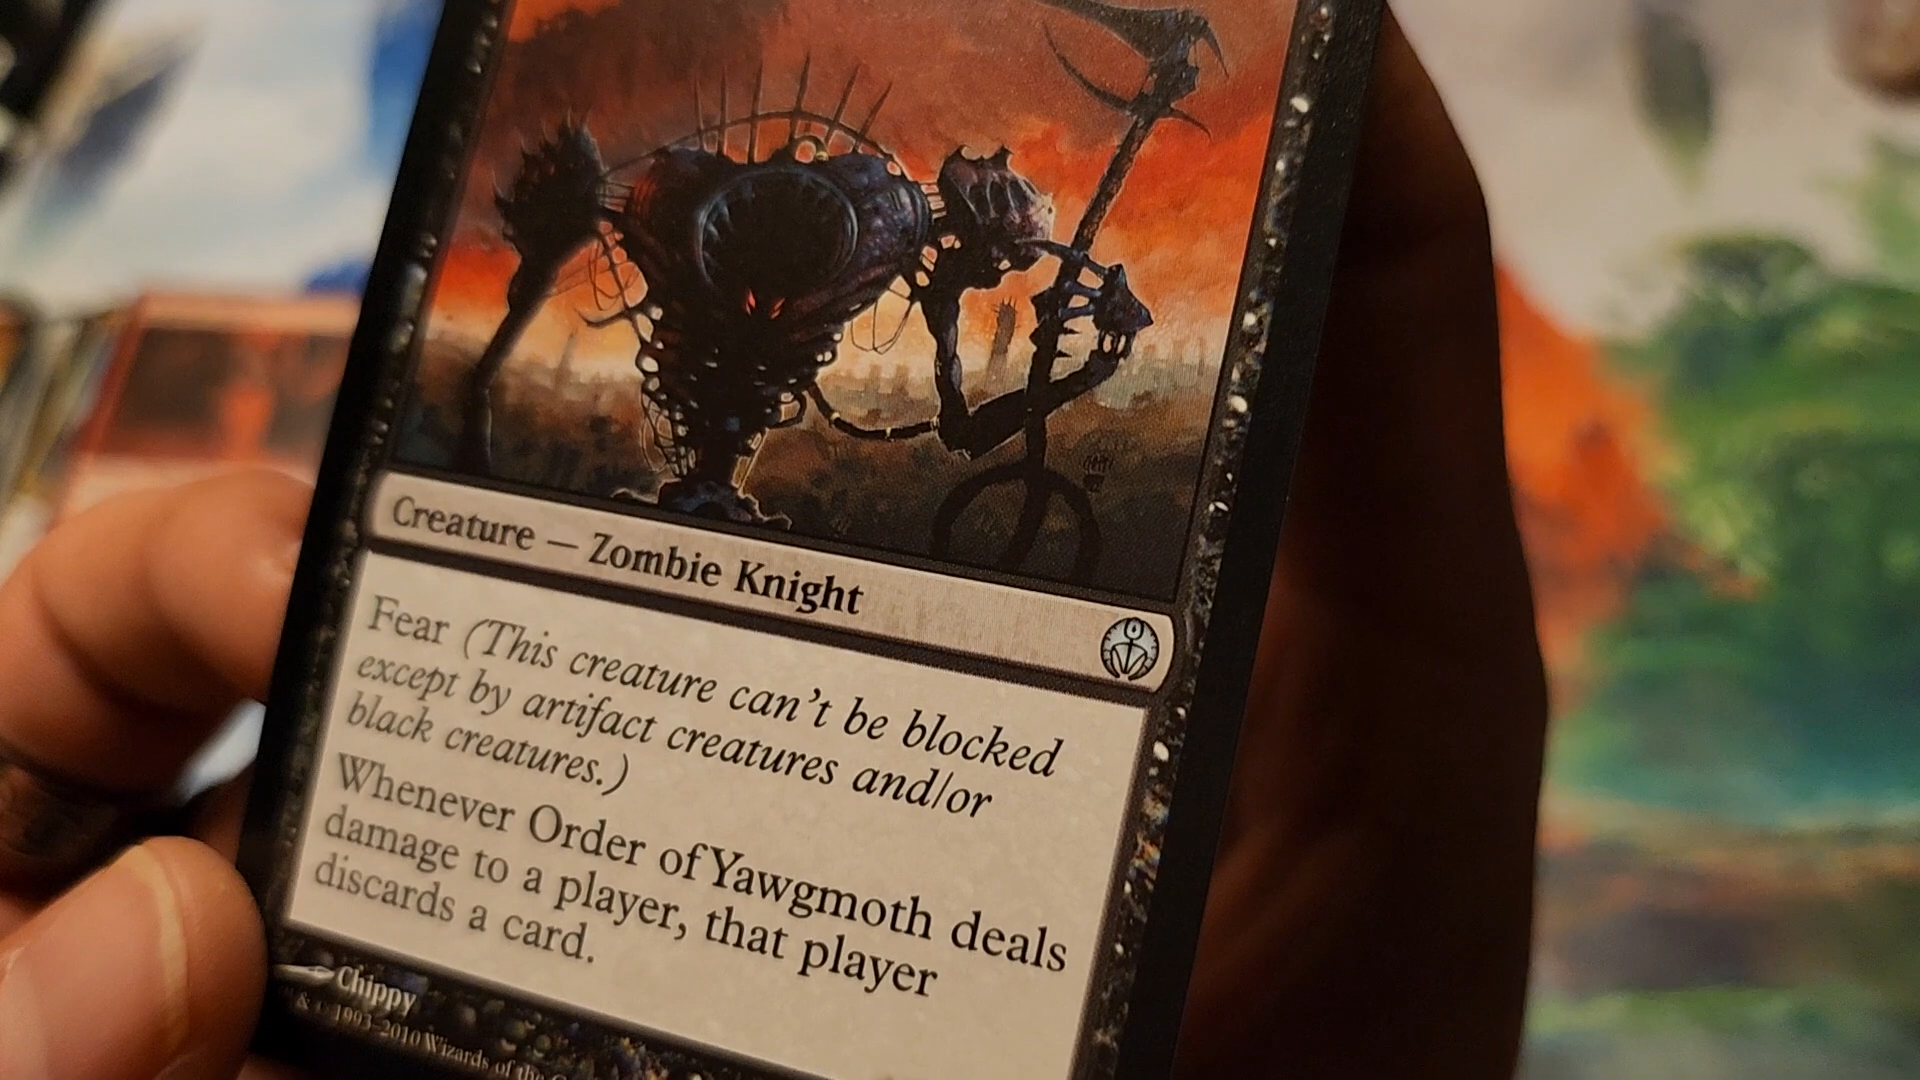 Creature — Zombie Knight
Fear (This creature can't be blocked
except by artifact creatures and/or
black creatures.)
Whenever Order of Yawgmoth deals
damage to a player, that player
discards a card.
Chippy
& © 1993-2010 Wizards of the